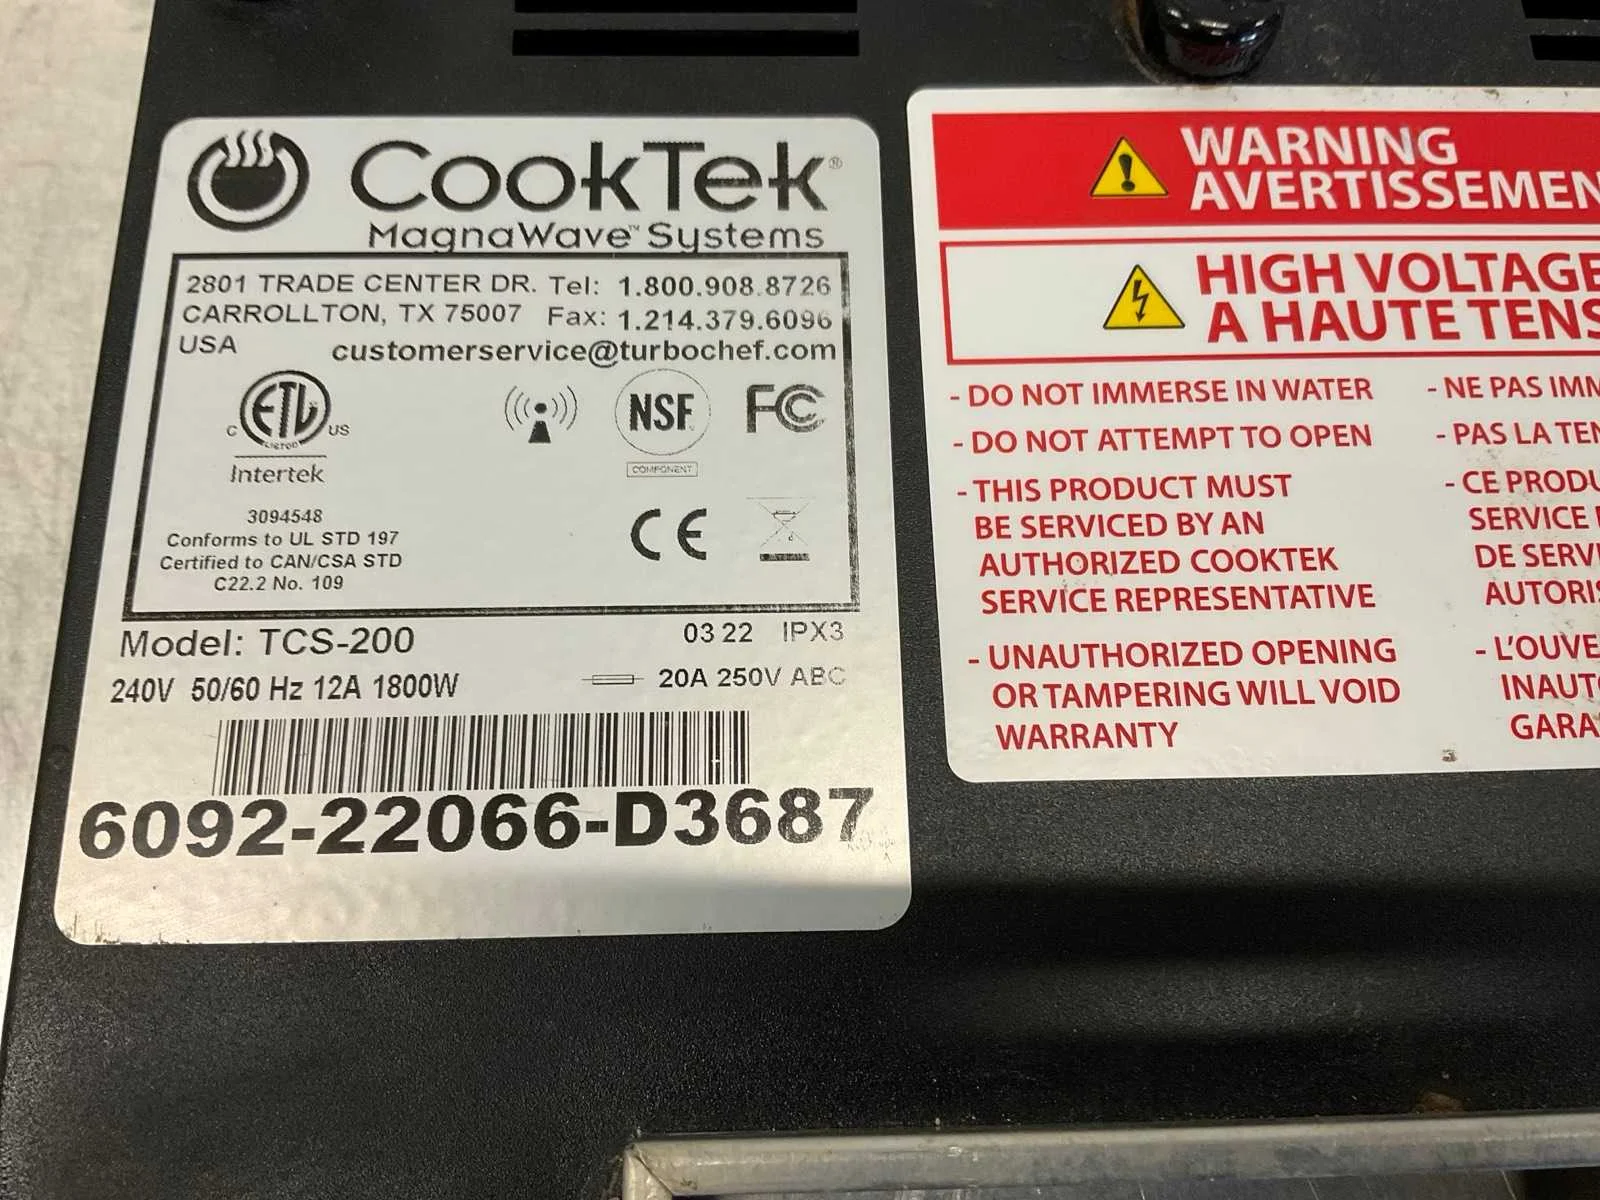 CookTek®
MagnaWave™ Systems
2801 TRADE CENTER DR. Tel: 1.800.908.8726
CARROLLTON, TX 75007 Fax: 1.214.379.6096
USA customerservice@turbochef.com
C ETL US
LISTED
Intertek
NSF
COMPONENT
FC
CE
3094548
Conforms to UL STD 197
Certified to CAN/CSA STD
C22.2 No. 109
Model: TCS-200 03 22 IPX3
240V 50/60 Hz 12A 1800W 20A 250V ABC
6092-22066-D3687
WARNING
AVERTISSEMEN
HIGH VOLTAGE
A HAUTE TENS
- DO NOT IMMERSE IN WATER
- DO NOT ATTEMPT TO OPEN
- THIS PRODUCT MUST
BE SERVICED BY AN
AUTHORIZED COOKTEK
SERVICE REPRESENTATIVE
- UNAUTHORIZED OPENING
OR TAMPERING WILL VOID
WARRANTY
- NE PAS IMM
- PAS LA TEN
- CE PRODU
SERVICE
DE SERVI
AUTORIS
- L'OUVE
INAUTO
GARA